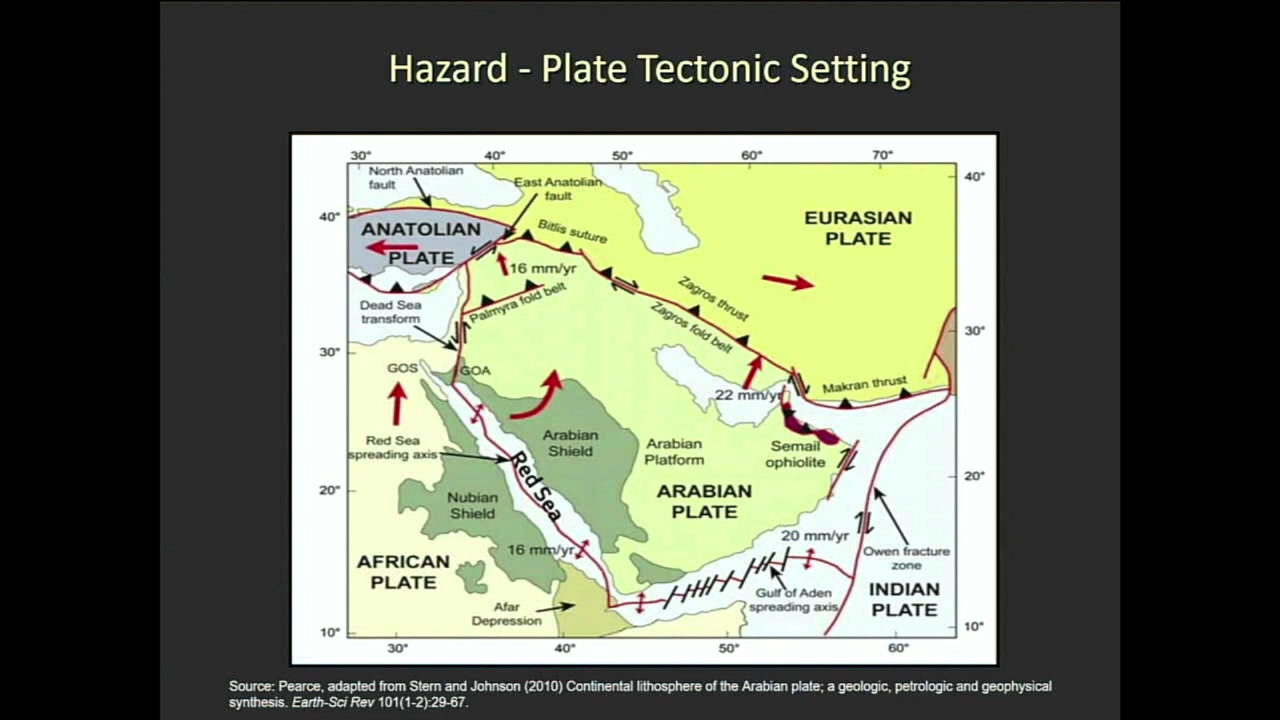 Hazard - Plate Tectonic Setting
30° 40° 50° 60° 70°
North Anatolian
fault
East Anatolian
fault
40°
40°
ANATOLIAN
PLATE
Bitlis suture
EURASIAN
PLATE
16 mm/yr
Palmyra fold belt
Zagros thrust
Zagros fold belt
Dead Sea
transform
30°
30°
GOS
GOA
22 mm/yr
Makran thrust
Red Sea
spreading axis
Arabian
Shield
Arabian
Platform
Semail
ophiolite
Red Sea
20°
20°
Nubian
Shield
ARABIAN
PLATE
16 mm/yr
20 mm/yr
Owen fracture
zone
AFRICAN
PLATE
Afar
Depression
Gulf of Aden
spreading axis
INDIAN
PLATE
10°
10°
30° 40° 50° 60°
Source: Pearce, adapted from Stern and Johnson (2010) Continental lithosphere of the Arabian plate; a geologic, petrologic and geophysical
synthesis. Earth-Sci Rev 101(1-2):29-67.